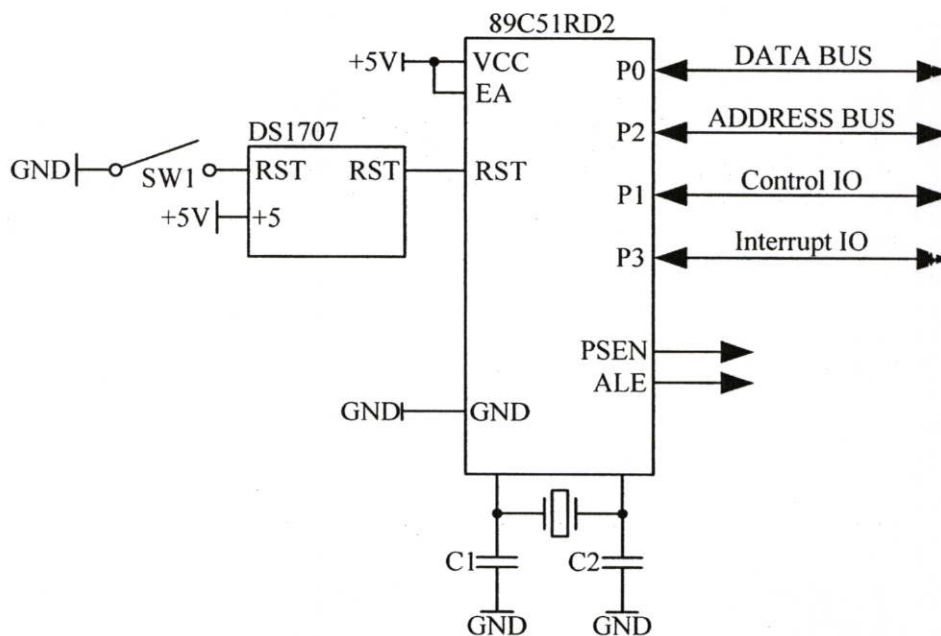 89C51RD2
+5V
VCC
EA
P0
DATA BUS
DS1707
P2
ADDRESS BUS
GND
SW1
RST
RST
RST
P1
Control IO
+5V
+5
P3
Interrupt IO
PSEN
ALE
GND
GND
C1
C2
GND
GND